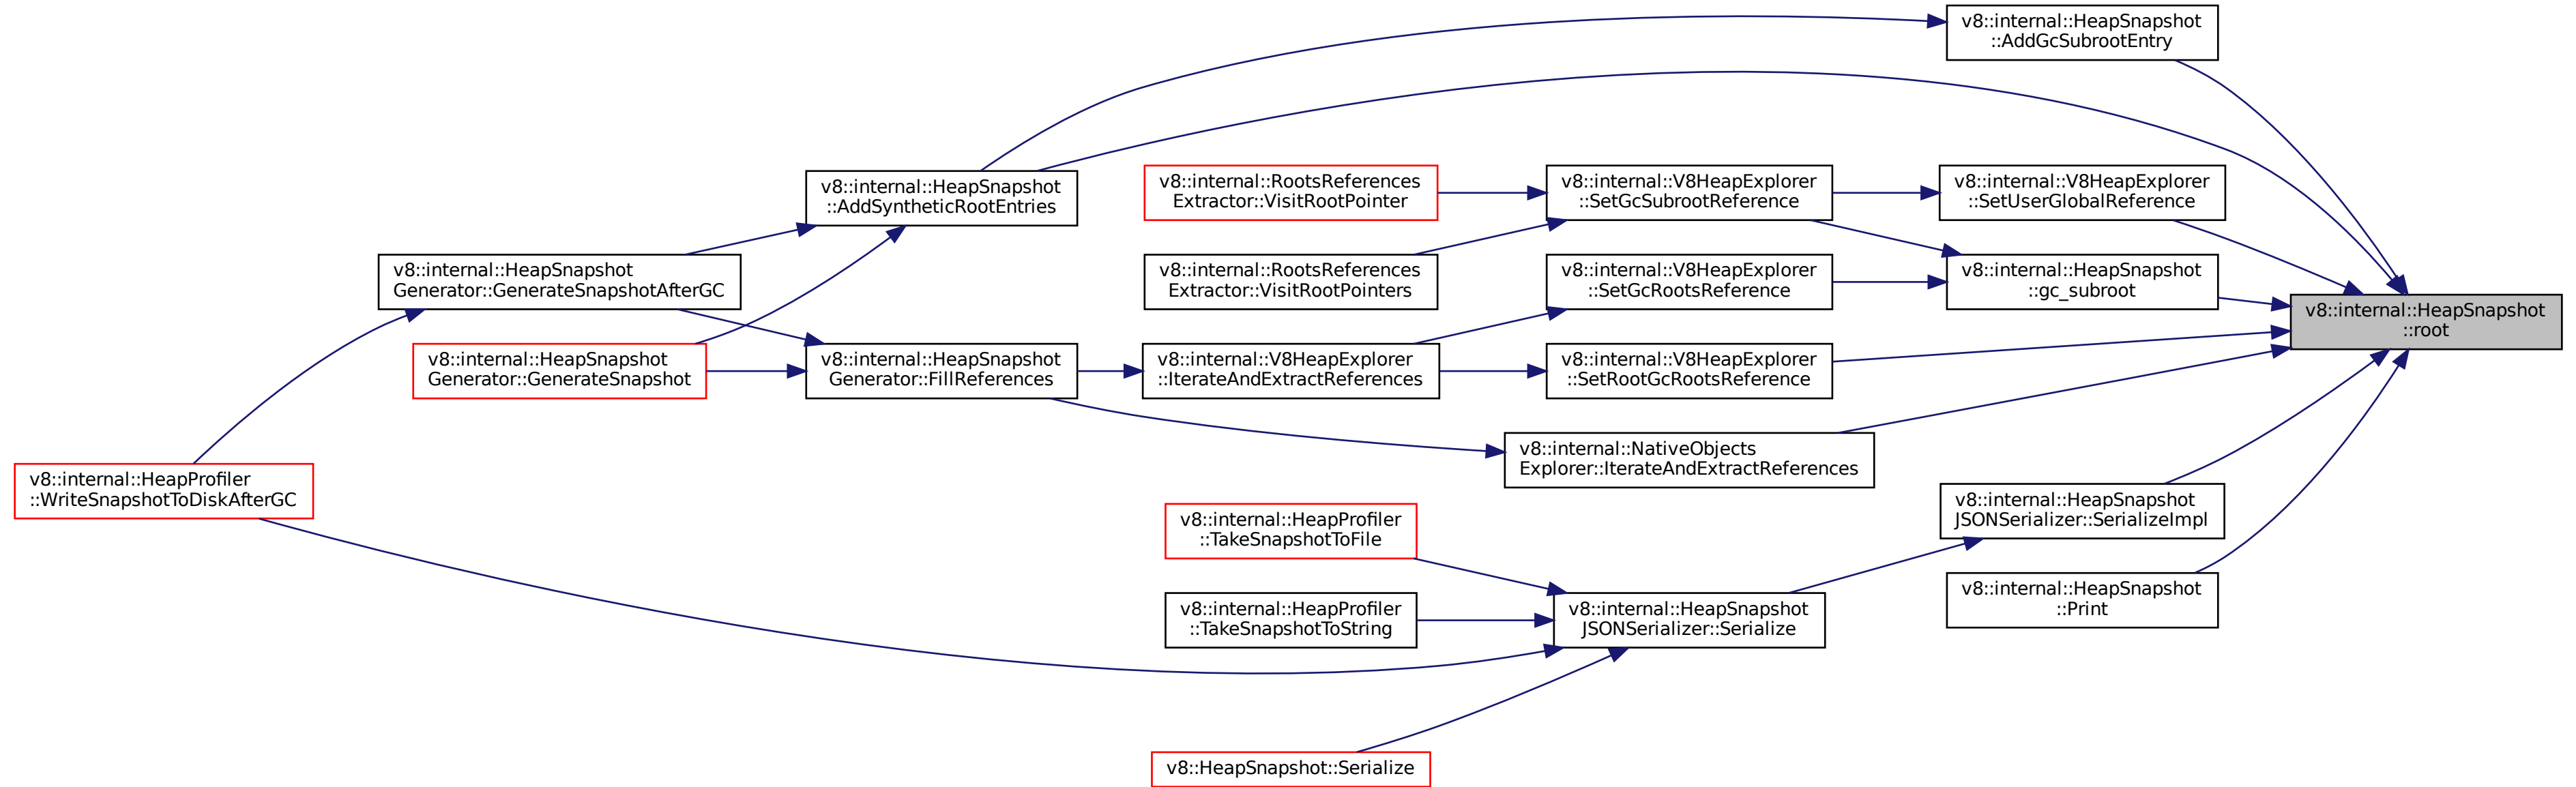 v8::internal::HeapSnapshot
::AddGcSubrootEntry
v8::internal::HeapSnapshot
::AddSyntheticRootEntries
v8::internal::RootsReferences
Extractor::VisitRootPointer
v8::internal::V8HeapExplorer
::SetGcSubrootReference
v8::internal::V8HeapExplorer
::SetUserGlobalReference
v8::internal::HeapSnapshot
Generator::GenerateSnapshotAfterGC
v8::internal::RootsReferences
Extractor::VisitRootPointers
v8::internal::V8HeapExplorer
::SetGcRootsReference
v8::internal::HeapSnapshot
::gc_subroot
v8::internal::HeapSnapshot
::root
v8::internal::HeapSnapshot
Generator::GenerateSnapshot
v8::internal::HeapSnapshot
Generator::FillReferences
v8::internal::V8HeapExplorer
::IterateAndExtractReferences
v8::internal::V8HeapExplorer
::SetRootGcRootsReference
v8::internal::NativeObjects
Explorer::IterateAndExtractReferences
v8::internal::HeapProfiler
::WriteSnapshotToDiskAfterGC
v8::internal::HeapSnapshot
JSONSerializer::SerializeImpl
v8::internal::HeapProfiler
::TakeSnapshotToFile
v8::internal::HeapSnapshot
::Print
v8::internal::HeapProfiler
::TakeSnapshotToString
v8::internal::HeapSnapshot
JSONSerializer::Serialize
v8::HeapSnapshot::Serialize